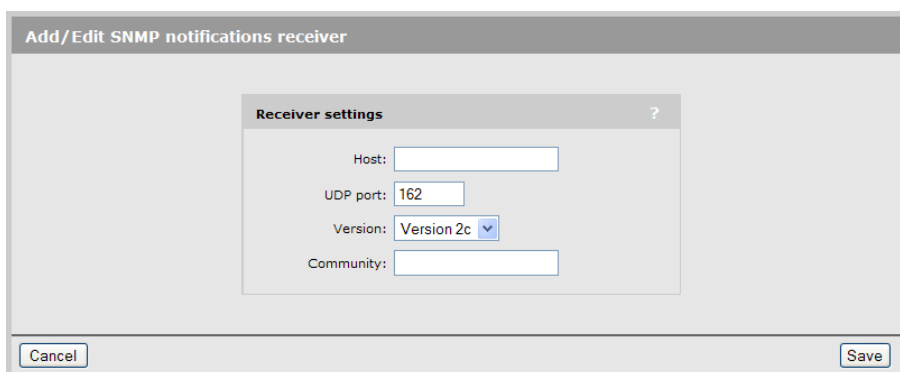 Add/Edit SNMP notifications receiver
Receiver settings ?
Host:
UDP port: 162
Version: Version 2c
Community:
Cancel Save